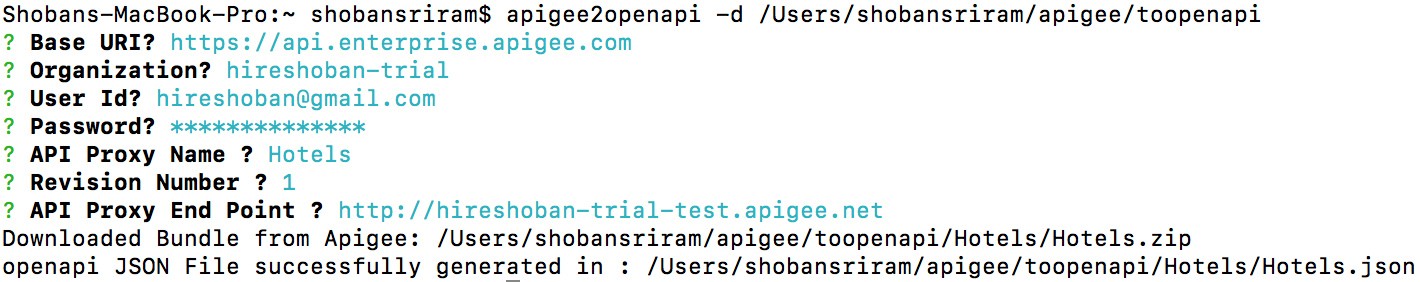 Shobans-MacBook-Pro:~ shobansriram$ apigee2openapi -d /Users/shobansriram/apigee/toopenapi
? Base URI? https://api.enterprise.apigee.com
? Organization? hireshoban-trial
? User Id? hireshoban@gmail.com
? Password? **************
? API Proxy Name ? Hotels
? Revision Number ? 1
? API Proxy End Point ? http://hireshoban-trial-test.apigee.net
Downloaded Bundle from Apigee: /Users/shobansriram/apigee/toopenapi/Hotels/Hotels.zip
openapi JSON File successfully generated in : /Users/shobansriram/apigee/toopenapi/Hotels/Hotels.json